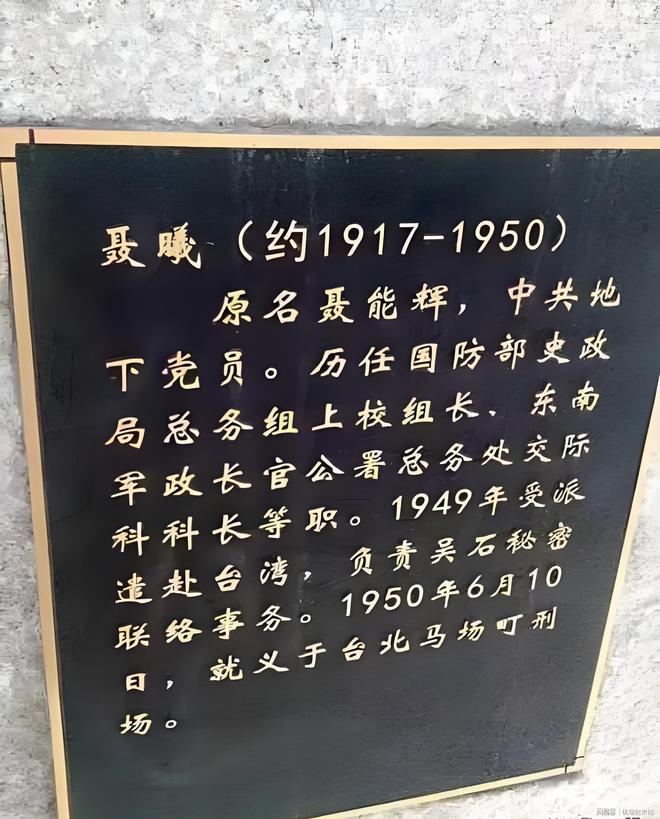 聂曦（约1917-1950）
原名聂能辉，中共地
下党员。历任国防部史政
局总务组上校组长、东南
军政长官公署总务处交际
科科长等职。1949年受派
遣赴台湾，负责吴石秘密
联络事务。1950年6月10
日，就义于台北马场町刑
场。